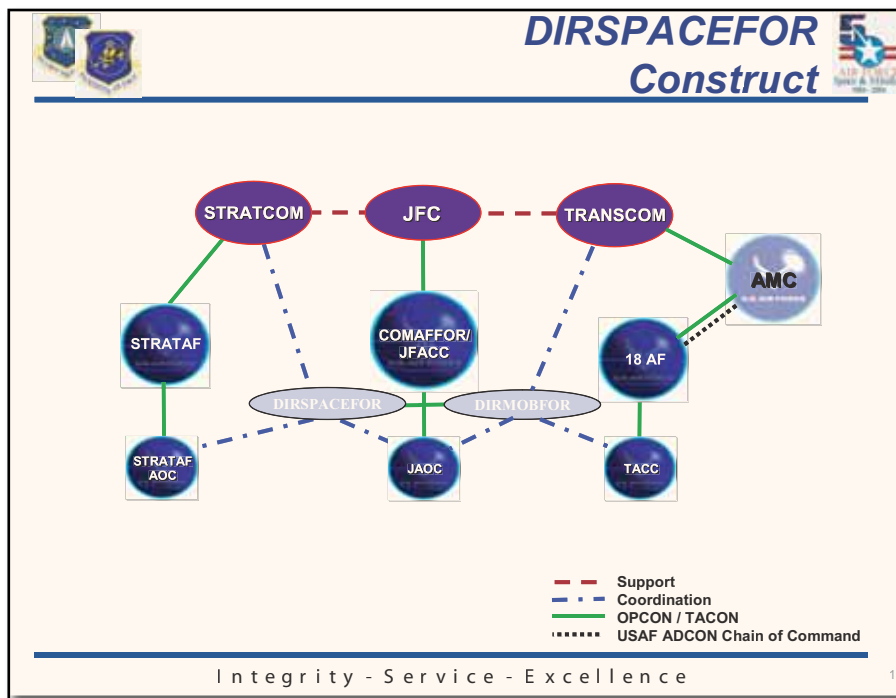 DIRSPACEFOR
Construct
STRATCOM
JFC
TRANSCOM
AMC
STRATAF
COMAFFOR/
JFACC
18 AF
DIRSPACEFOR
DIRMOBFOR
STRATAF
AOC
JAOC
TACC
Support
Coordination
OPCON / TACON
USAF ADCON Chain of Command
Integrity - Service - Excellence
1